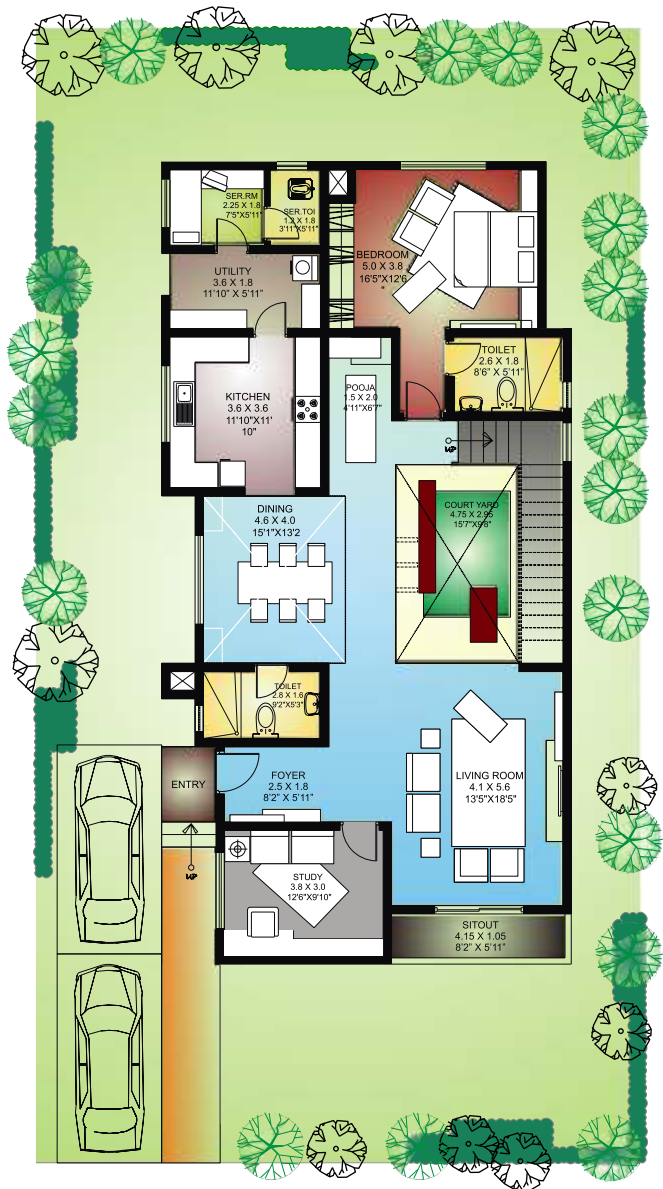 SER.RM
2.25 X 1.8
7'5"X5'11"
SER.TOI
1.2 X 1.8
3'11"X5'11"
UTILITY
3.6 X 1.8
11'10" X 5'11"
BEDROOM
5.0 X 3.8
16'5"X12'6
"
TOILET
2.6 X 1.8
8'6" X 5'11"
KITCHEN
3.6 X 3.6
11'10"X11'
10"
POOJA
1.5 X 2.0
4'11"X6'7"
UP
COURT YARD
4.75 X 2.95
15'7"X9'8"
DINING
4.6 X 4.0
15'1"X13'2
TOILET
2.8 X 1.6
9'2"X5'3"
ENTRY
FOYER
2.5 X 1.8
8'2" X 5'11"
LIVING ROOM
4.1 X 5.6
13'5"X18'5"
UP
STUDY
3.8 X 3.0
12'6"X9'10"
SITOUT
4.15 X 1.05
8'2" X 5'11"